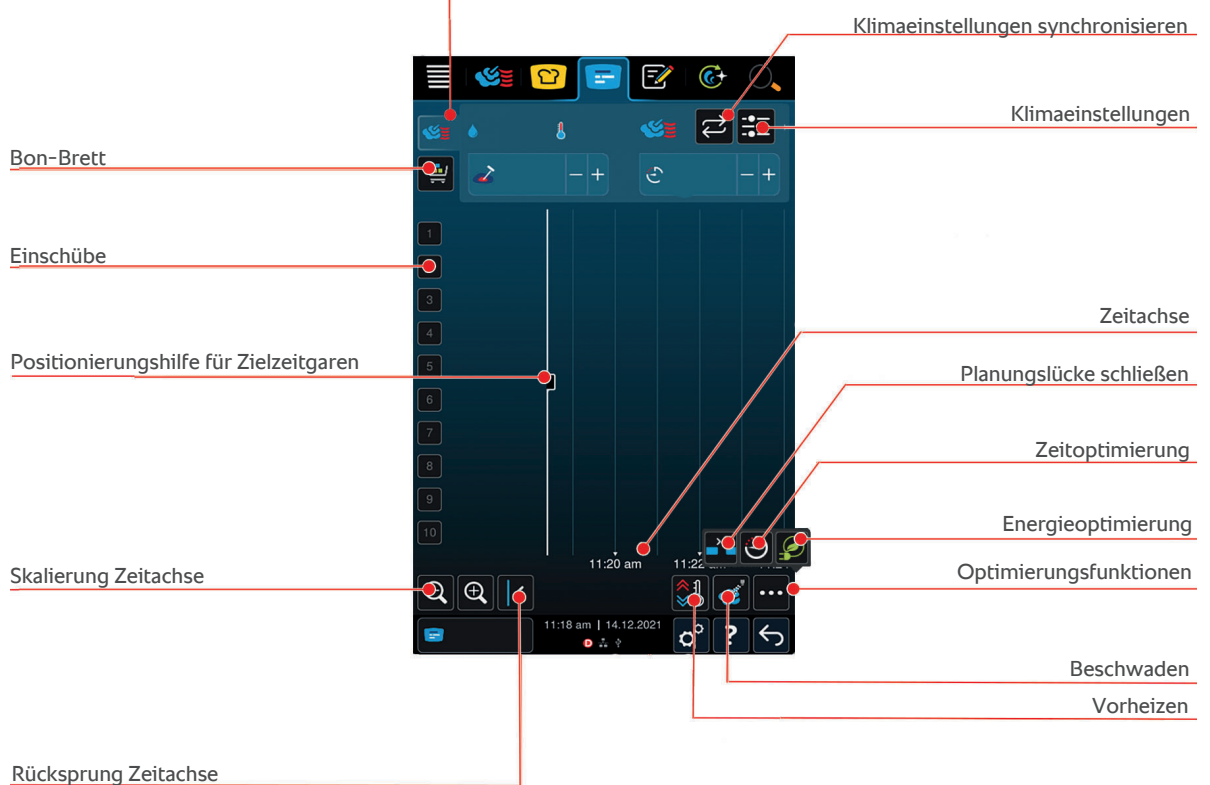 Klimaeinstellungen synchronisieren
Klimaeinstellungen
Bon-Brett
Einschübe
Zeitachse
Positionierungshilfe für Zielzeitgaren
Planungslücke schließen
Zeitoptimierung
Energieoptimierung
Skalierung Zeitachse
Optimierungsfunktionen
Beschwaden
Vorheizen
Rücksprung Zeitachse
- +
- +
1
3
4
5
6
7
8
9
10
11:20 am
11:18 am | 14.12.2021
D
?